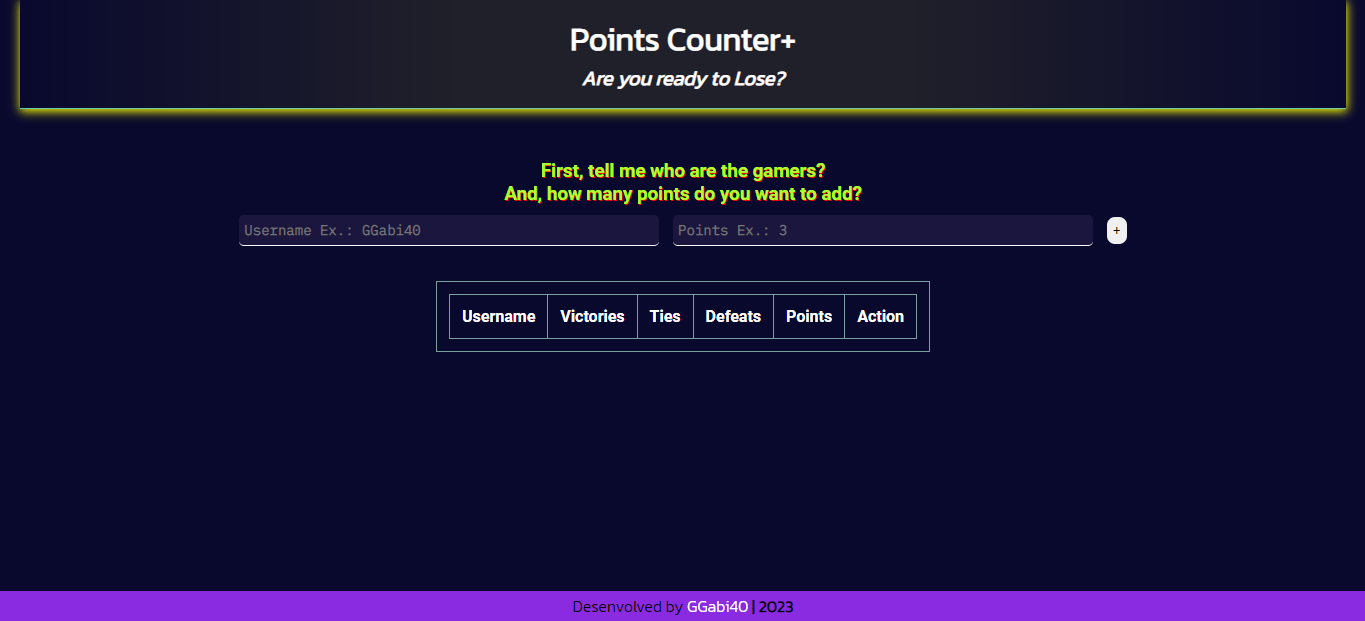 Points Counter+
Are you ready to Lose?
First, tell me who are the gamers?
And, how many points do you want to add?
Username Ex.: GGabi40 Points Ex.: 3 +
Username Victories Ties Defeats Points Action
Desenvolved by GGabi40 | 2023